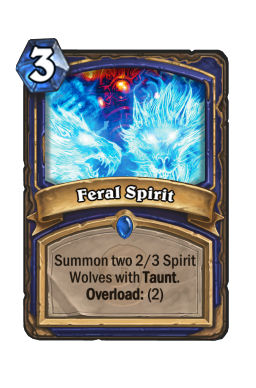 3
Feral Spirit
Summon two 2/3 Spirit
Wolves with Taunt.
Overload: (2)